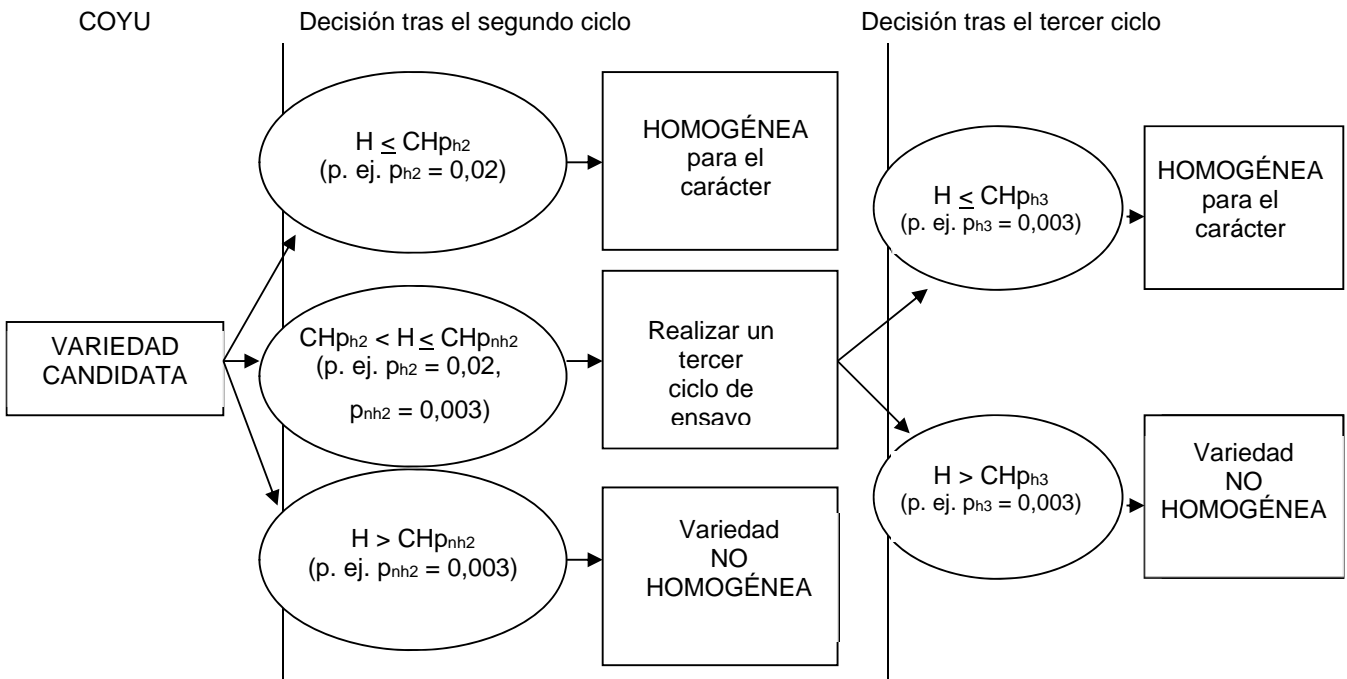 COYU
Decisión tras el segundo ciclo
Decisión tras el tercer ciclo
VARIEDAD
CANDIDATA
H ≤ CHph2
(p. ej. ph2 = 0,02)
HOMOGÉNEA
para el
carácter
CHph2 < H ≤ CHpnh2
(p. ej. ph2 = 0,02,
pnh2 = 0,003)
Realizar un
tercer
ciclo de
ensayo
H > CHpnh2
(p. ej. pnh2 = 0,003)
Variedad
NO
HOMOGÉNEA
H ≤ CHph3
(p. ej. ph3 = 0,003)
HOMOGÉNEA
para el
carácter
H > CHph3
(p. ej. ph3 = 0,003)
Variedad
NO
HOMOGÉNEA